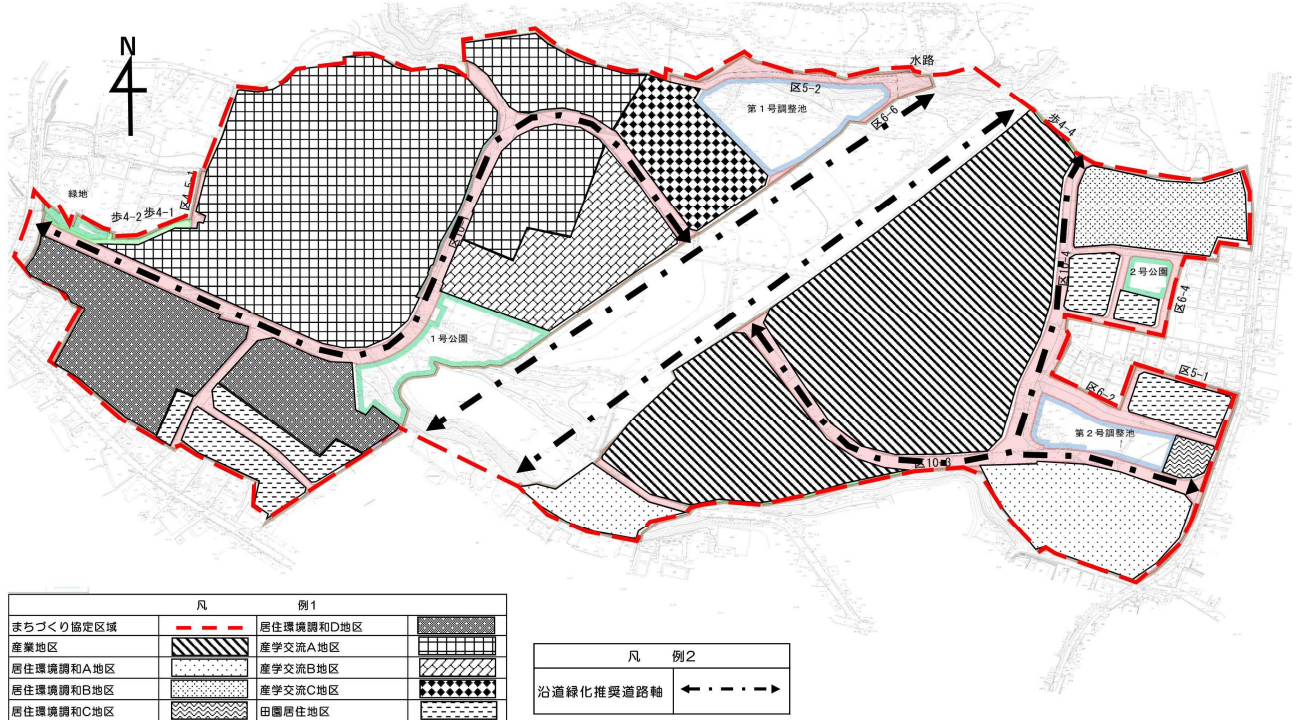 N
水路
区5-2
第1号調整池
区6-6
歩4-4
緑地
歩4-2 歩4-1
2号公園
区6-4
1号公園
区5-1
区6-2
第2号調整池
区10-3
凡 例1
まちづくり協定区域 居住環境調和D地区
産業地区 産学交流A地区
居住環境調和A地区 産学交流B地区
居住環境調和B地区 産学交流C地区
居住環境調和C地区 田園居住地区
凡 例2
沿道緑化推奨道路軸